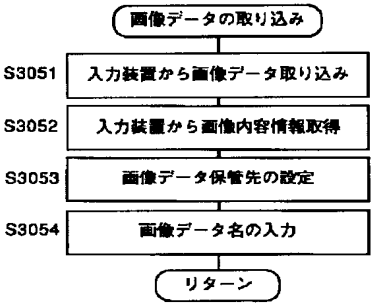 画像データの取り込み
S3051 入力装置から画像データ取り込み
S3052 入力装置から画像内容情報取得
S3053 画像データ保管先の設定
S3054 画像データ名の入力
リターン